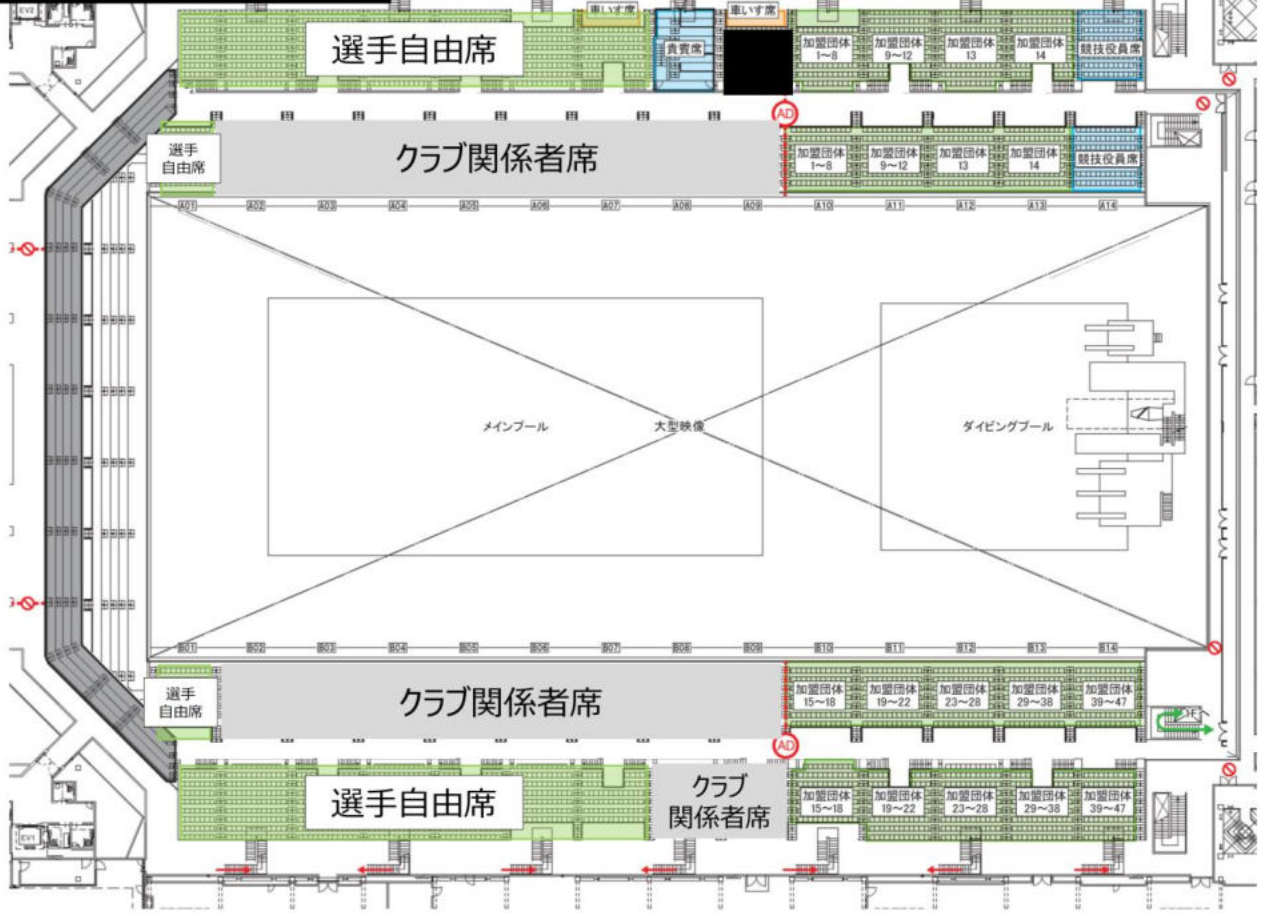 EV2
車いす席
車いす席
選手自由席
貴賓席
加盟団体
1~8
加盟団体
9~12
加盟団体
13
加盟団体
14
競技役員席
AD
選手
自由席
クラブ関係者席
加盟団体
1~8
加盟団体
9~12
加盟団体
13
加盟団体
14
競技役員席
A01 A02 A03 A04 A05 A06 A07 A08 A09 A10 A11 A12 A13 A14
メインプール
大型映像
ダイビングプール
B01 B02 B03 B04 B05 B06 B07 B08 B09 B10 B11 B12 B13 B14
選手
自由席
クラブ関係者席
加盟団体
15~18
加盟団体
19~22
加盟団体
23~28
加盟団体
29~38
加盟団体
39~47
AD
選手自由席
クラブ
関係者席
加盟団体
15~18
加盟団体
19~22
加盟団体
23~28
加盟団体
29~38
加盟団体
39~47
EV1